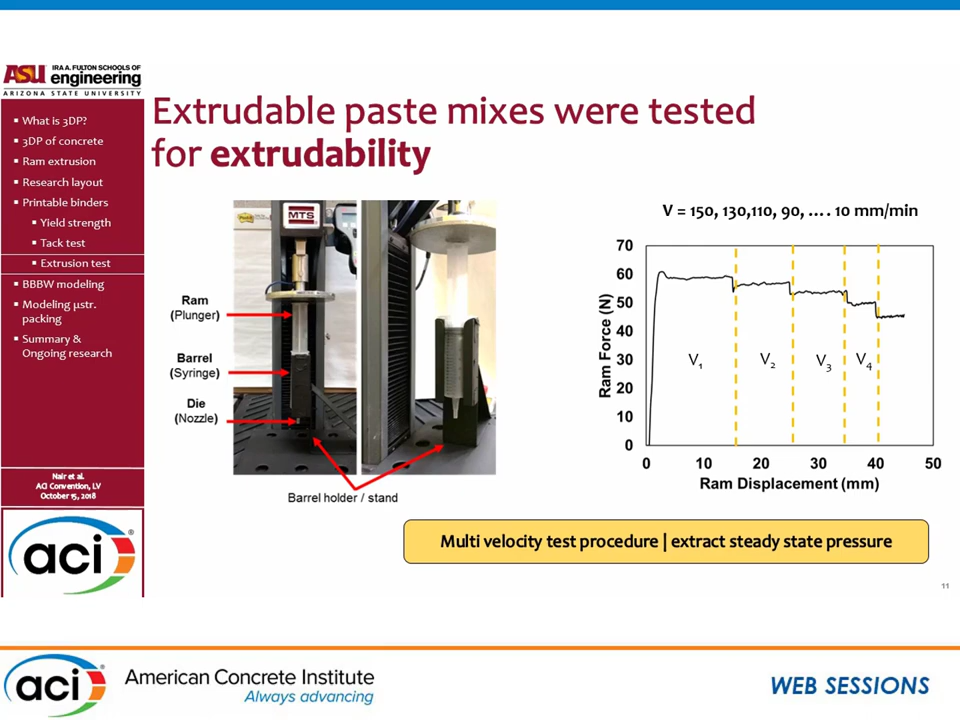 ASU IRA A. FULTON SCHOOLS OF
engineering
ARIZONA STATE UNIVERSITY
▪ What is 3DP?
▪ 3DP of concrete
▪ Ram extrusion
▪ Research layout
▪ Printable binders
▪ Yield strength
▪ Tack test
▪ Extrusion test
▪ BBBW modeling
▪ Modeling μstr.
packing
▪ Summary &
Ongoing research
Nair et al.
ACI Convention, LV
October 15, 2018
aci®
Extrudable paste mixes were tested
for extrudability
MTS
Ram
(Plunger)
Barrel
(Syringe)
Die
(Nozzle)
Barrel holder / stand
V = 150, 130,110, 90, …. 10 mm/min
Ram Force (N)
70
60
50
40
30
20
10
0
V1
V2
V3
V4
0 10 20 30 40 50
Ram Displacement (mm)
Multi velocity test procedure | extract steady state pressure
11
aci®
American Concrete Institute
Always advancing
WEB SESSIONS